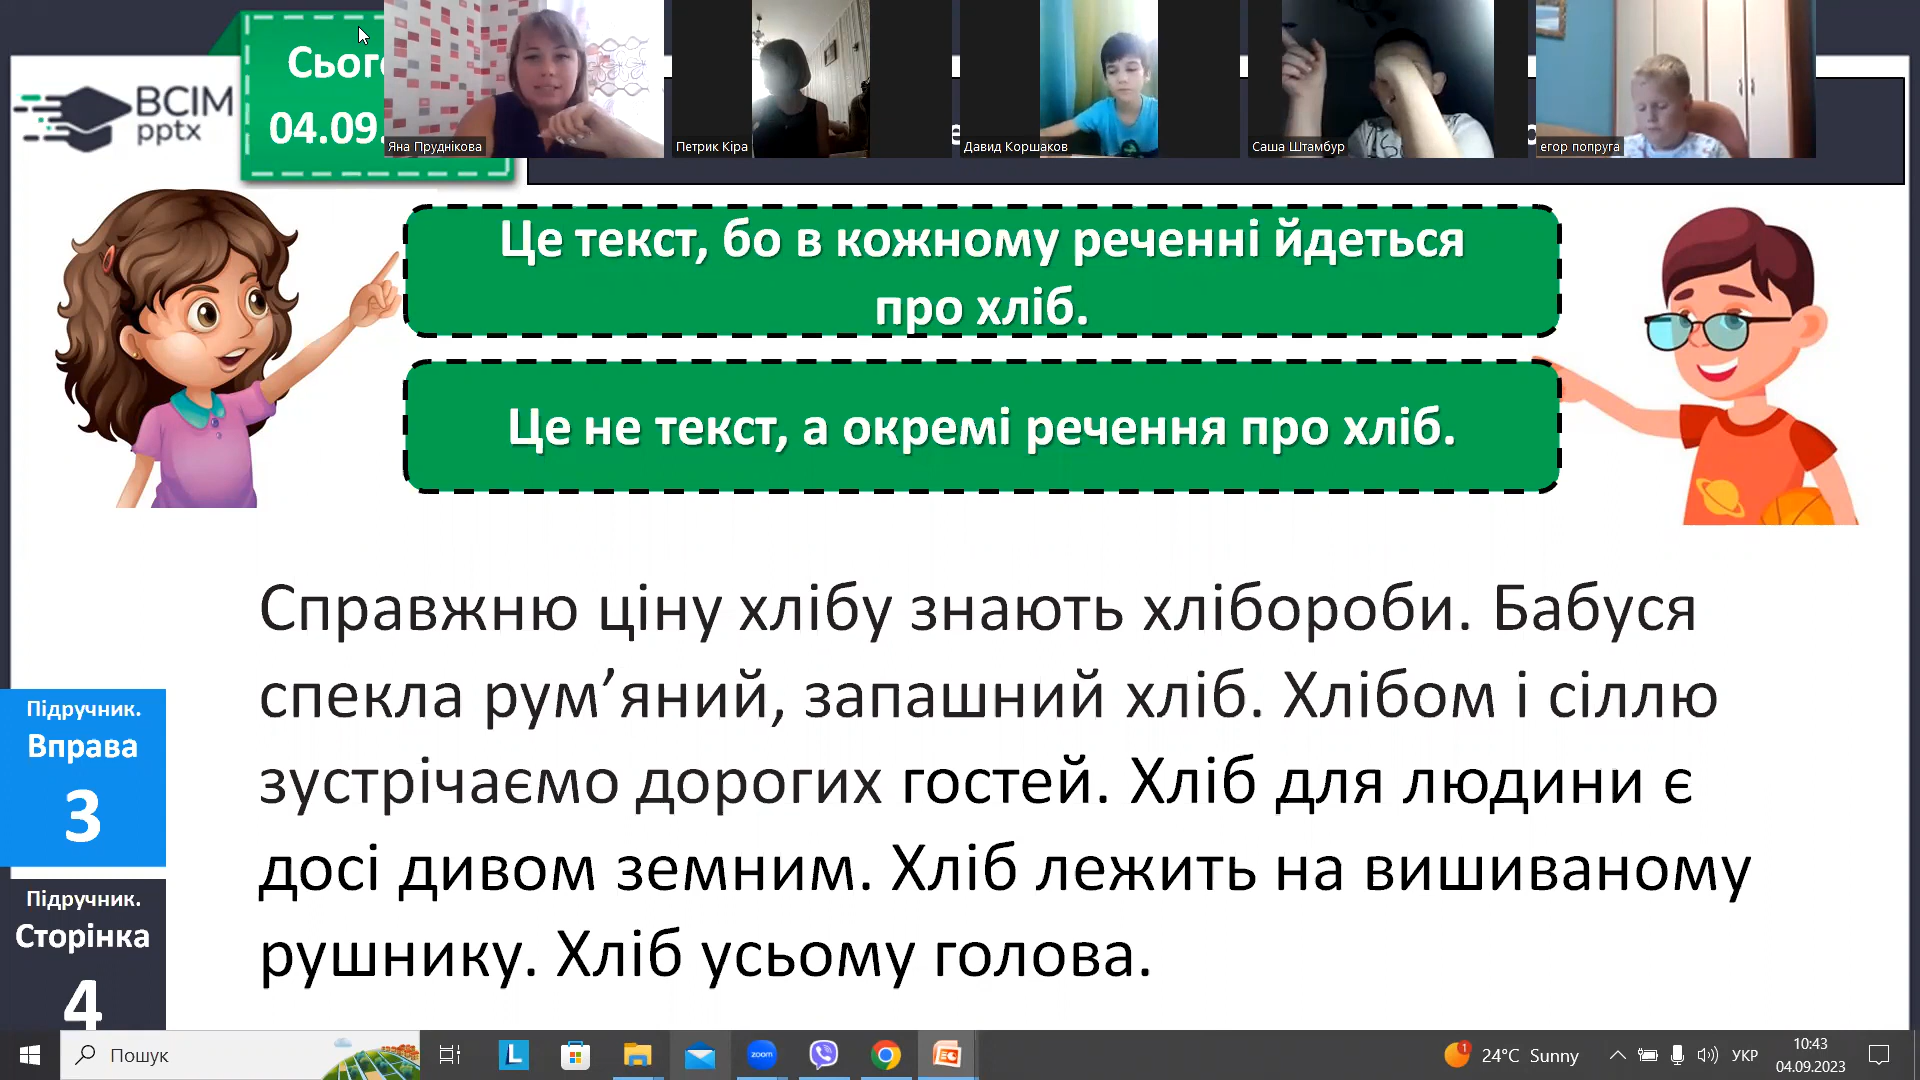 Сього
04.09.
ВСІМ
pptx
Яна Пруднікова
Петрик Кіра
Давид Коршаков
Саша Штамбур
егор попруга
Це текст, бо в кожному реченні йдеться
про хліб.
Це не текст, а окремі речення про хліб.
Справжню ціну хлібу знають хлібороби. Бабуся
спекла рум’яний, запашний хліб. Хлібом і сіллю
зустрічаємо дорогих гостей. Хліб для людини є
досі дивом земним. Хліб лежить на вишиваному
рушнику. Хліб усьому голова.
Підручник.
Вправа
3
Підручник.
Сторінка
4
Пошук
L
zoom
1
24°C Sunny
УКР
10:43
04.09.2023